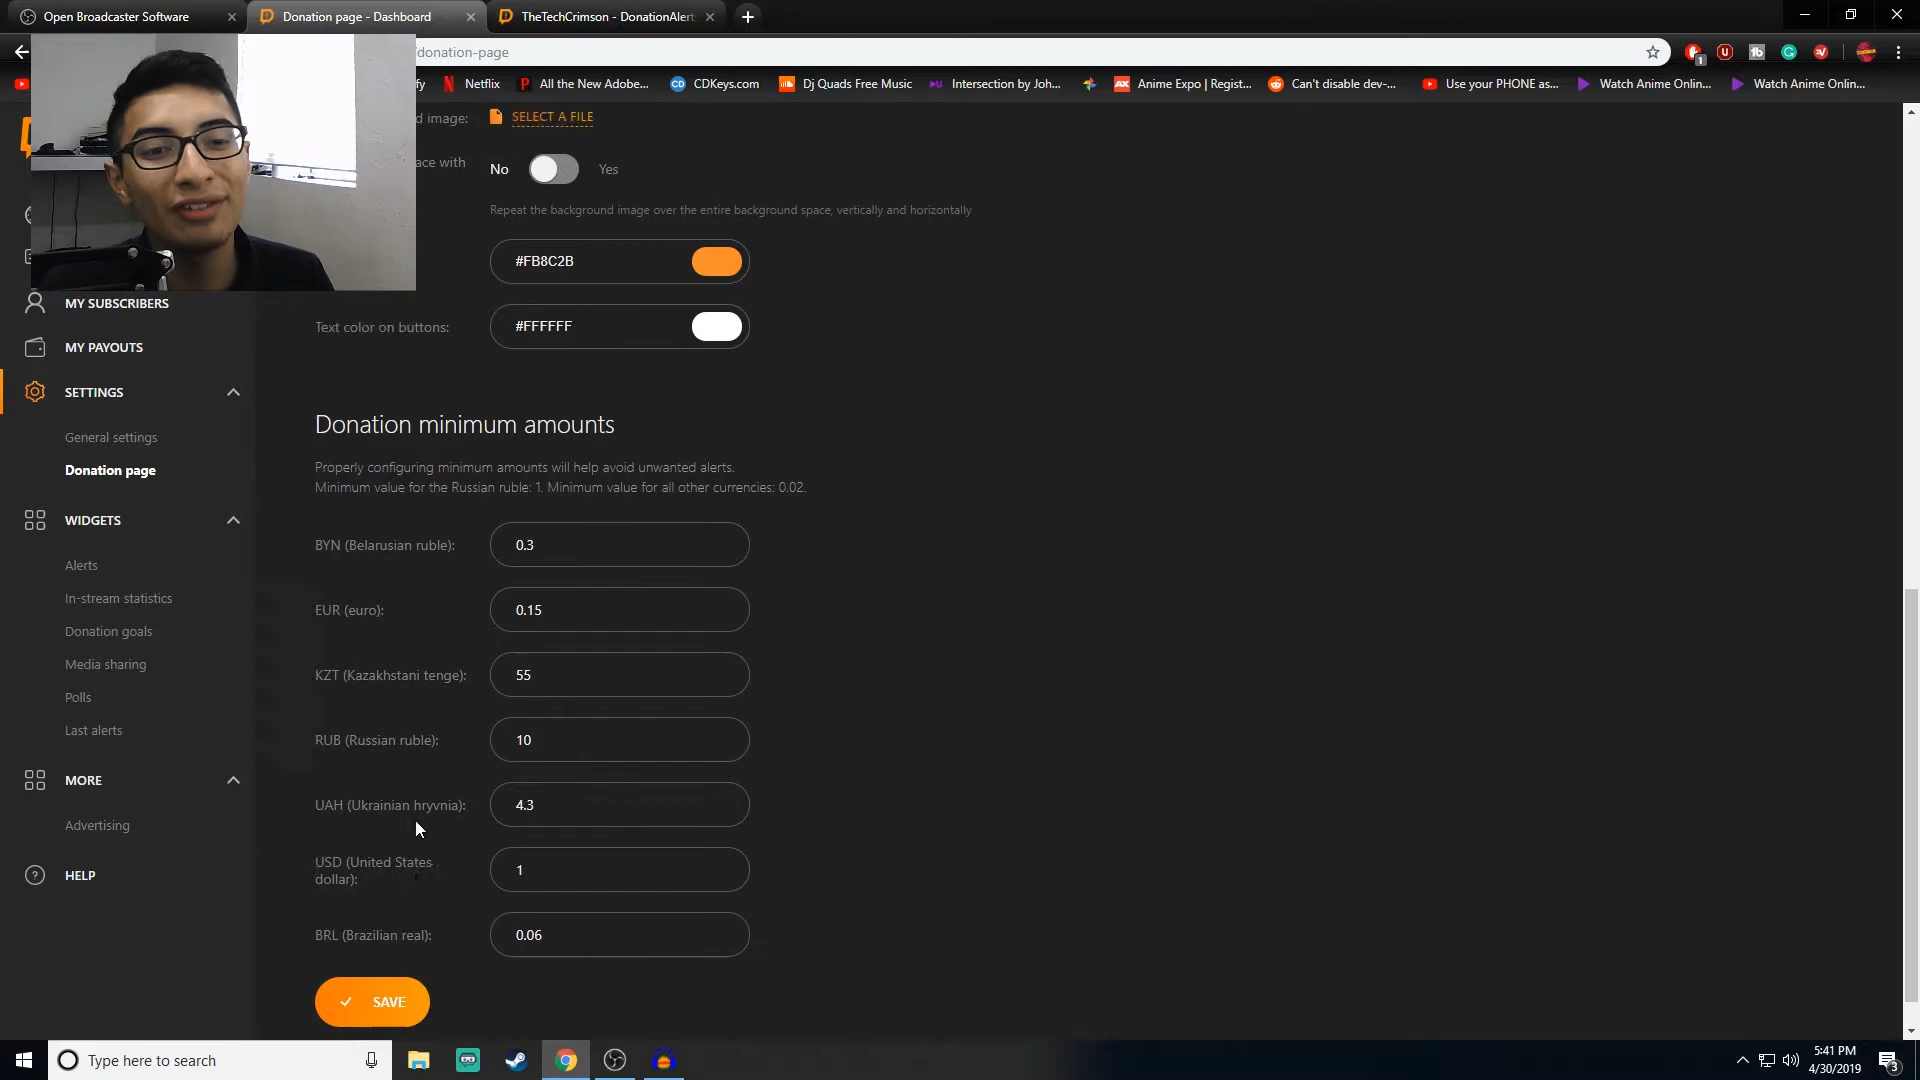 Open Broadcaster Software
Donation page - Dashboard
TheTechCrimson - DonationAlert
/donation-page
fy
Netflix
All the New Adobe...
CDKeys.com
Dj Quads Free Music
Intersection by Joh...
Anime Expo | Regist...
Can't disable dev-...
Use your PHONE as...
Watch Anime Onlin...
Watch Anime Onlin...
d image:
SELECT A FILE
ace with
No
Yes
Repeat the background image over the entire background space, vertically and horizontally
#FB8C2B
Text color on buttons:
#FFFFFF
MY SUBSCRIBERS
MY PAYOUTS
SETTINGS
General settings
Donation page
WIDGETS
Alerts
In-stream statistics
Donation goals
Media sharing
Polls
Last alerts
MORE
Advertising
HELP
Donation minimum amounts
Properly configuring minimum amounts will help avoid unwanted alerts.
Minimum value for the Russian ruble: 1. Minimum value for all other currencies: 0.02.
BYN (Belarusian ruble):
0.3
EUR (euro):
0.15
KZT (Kazakhstani tenge):
55
RUB (Russian ruble):
10
UAH (Ukrainian hryvnia):
4.3
USD (United States
dollar):
1
BRL (Brazilian real):
0.06
SAVE
Type here to search
5:41 PM
4/30/2019
3